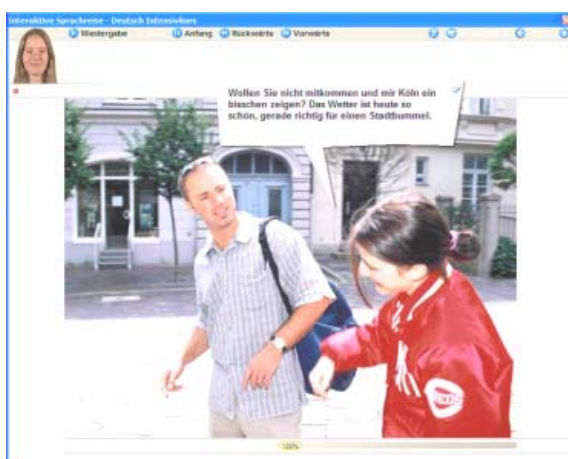 Interaktive Sprachreise - Deutsch Intensivkurs
Wiedergabe
Anfang
Rückwärts
Vorwärts
Wollen Sie nicht mitkommen und mir Köln ein
bisschen zeigen? Das Wetter ist heute so
schön, gerade richtig für einen Stadtbummel.
REDS
100%